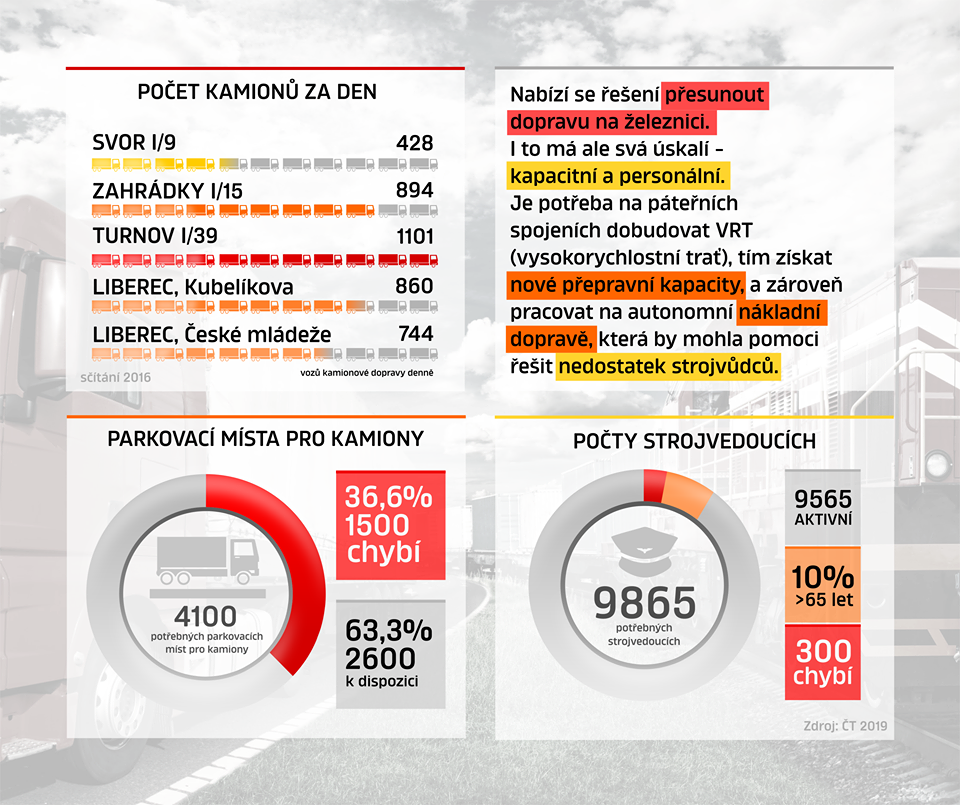 POČET KAMIONŮ ZA DEN
SVOR I/9 428
ZAHRÁDKY I/15 894
TURNOV I/39 1101
LIBEREC, Kubelíkova 860
LIBEREC, České mládeže 744
sčítání 2016
vozů kamionové dopravy denně
Nabízí se řešení přesunout
dopravu na železnici.
I to má ale svá úskalí –
kapacitní a personální.
Je potřeba na páteřních
spojeních dobudovat VRT
(vysokorychlostní trať), tím získat
nové přepravní kapacity, a zároveň
pracovat na autonomní nákladní
dopravě, která by mohla pomoci
řešit nedostatek strojvůdců.
PARKOVACÍ MÍSTA PRO KAMIONY
4100
potřebných parkovacích
míst pro kamiony
36,6%
1500
chybí
63,3%
2600
k dispozici
POČTY STROJVEDOUCÍCH
9865
potřebných
strojvedoucích
9565
AKTIVNÍ
10%
>65 let
300
chybí
Zdroj: ČT 2019